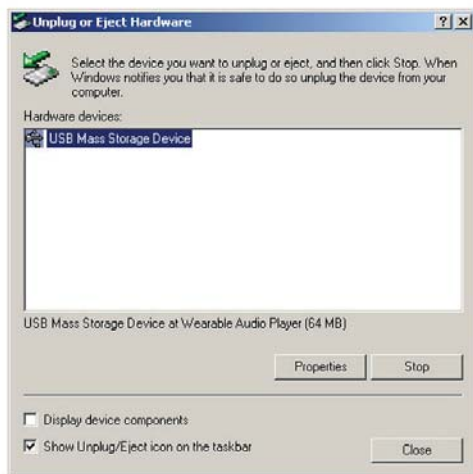 Unplug or Eject Hardware
Select the device you want to unplug or eject, and then click Stop. When
Windows notifies you that it is safe to do so unplug the device from your
computer.
Hardware devices:
USB Mass Storage Device
USB Mass Storage Device at Wearable Audio Player (64 MB)
Properties Stop
Display device components
Show Unplug/Eject icon on the taskbar
Close